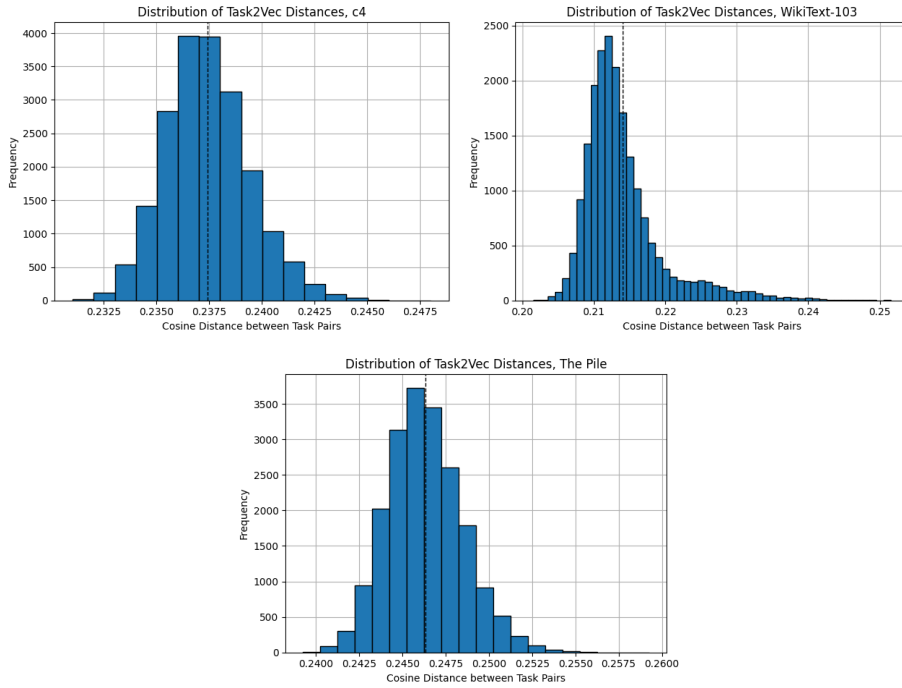 Distribution of Task2Vec Distances, c4
4000
3500
3000
2500
2000
1500
1000
500
0
Frequency
0.2325 0.2350 0.2375 0.2400 0.2425 0.2450 0.2475
Cosine Distance between Task Pairs
Distribution of Task2Vec Distances, WikiText-103
2500
2000
1500
1000
500
0
Frequency
0.20 0.21 0.22 0.23 0.24 0.25
Cosine Distance between Task Pairs
Distribution of Task2Vec Distances, The Pile
3500
3000
2500
2000
1500
1000
500
0
Frequency
0.2400 0.2425 0.2450 0.2475 0.2500 0.2525 0.2550 0.2575 0.2600
Cosine Distance between Task Pairs